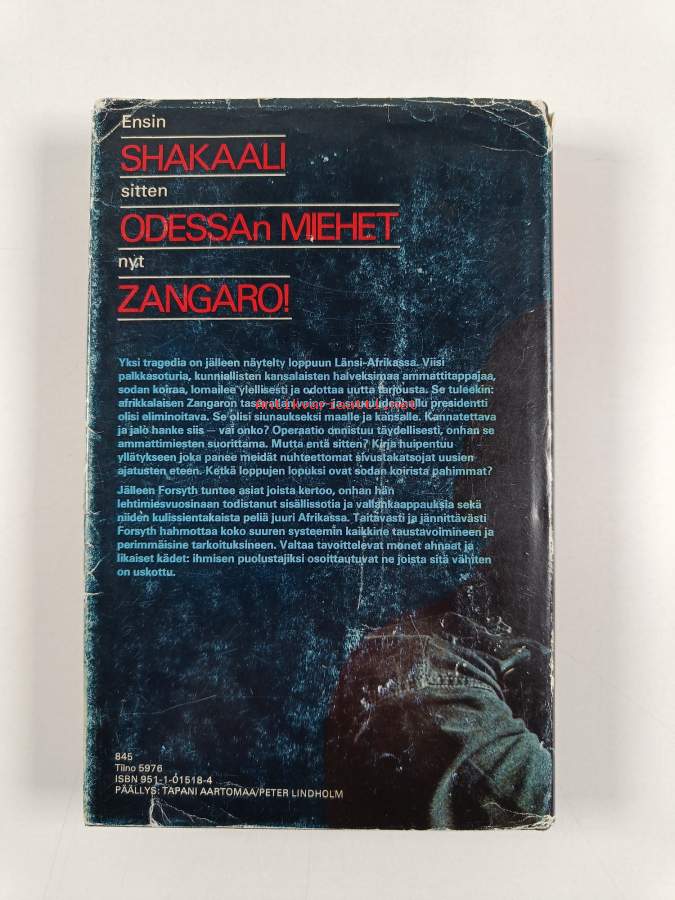 Ensin
SHAKAALI
sitten
ODESSAn MIEHET
nyt
ZANGARO!
Yksi tragedia on jälleen näytelty loppuun Länsi-Afrikassa. Viisi
palkkasoturia, kunniallisten kansalaisten halveksimaa ammattitappajaa,
sodan koiraa, lomailee ylellisesti ja odottaa uutta tarjousta. Se tuleekin:
afrikkalaisen Zangaron tasavallan presidentti
Antikvariaatti.net
olisi eliminoitava. Se olisi siunaukseksi maalle ja kansalle. Kannatettava
ja jalo hanke siis — vai onko? Operaatio onnistuu täydellisesti, onhan se
ammattimiesten suorittama. Mutta entä sitten? Kirja huipentuu
yllätykseen joka panee meidät nuhteettomat sivustakatsojat uusien
ajatusten eteen. Ketkä loppujen lopuksi ovat sodan koirista pahimmat?
Jälleen Forsyth tuntee asiat joista kertoo, onhan hän
lehtimiesvuosinaan todistanut sisällissotia ja vallankaappauksia sekä
niiden kulissientakaista peliä juuri Afrikassa. Taitavasti ja jännittävästi
Forsyth hahmottaa koko suuren systeemin kaikkine taustavoimineen ja
perimmäisine tarkoituksineen. Valtaa tavoittelevat monet ahnaat ja
likaiset kädet: ihmisen puolustajiksi osoittautuvat ne joista sitä vähiten
on uskottu.
845
Tilno 5976
ISBN 951-1-01518-4
PÄÄLLYS: TAPANI AARTOMAA/PETER LINDHOLM